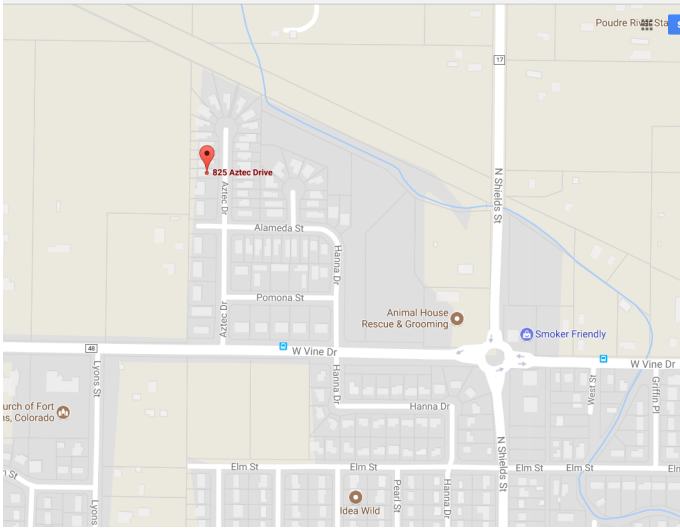 Poudre River Sta
17
825 Aztec Drive
Aztec Dr
N Shields St
Alameda St
Hanna Dr
Pomona St
Aztec Dr
Animal House
Rescue & Grooming
Smoker Friendly
48
W Vine Dr
W Vine Dr
Lyons St
Hanna Dr
West St
Griffin Pl
urch of Fort
ns, Colorado
Hanna Dr
N Shields St
Elm St
Elm St
Elm St
Elm St
Elm
n St
Pearl St
Hanna Dr
Idea Wild
Lyons